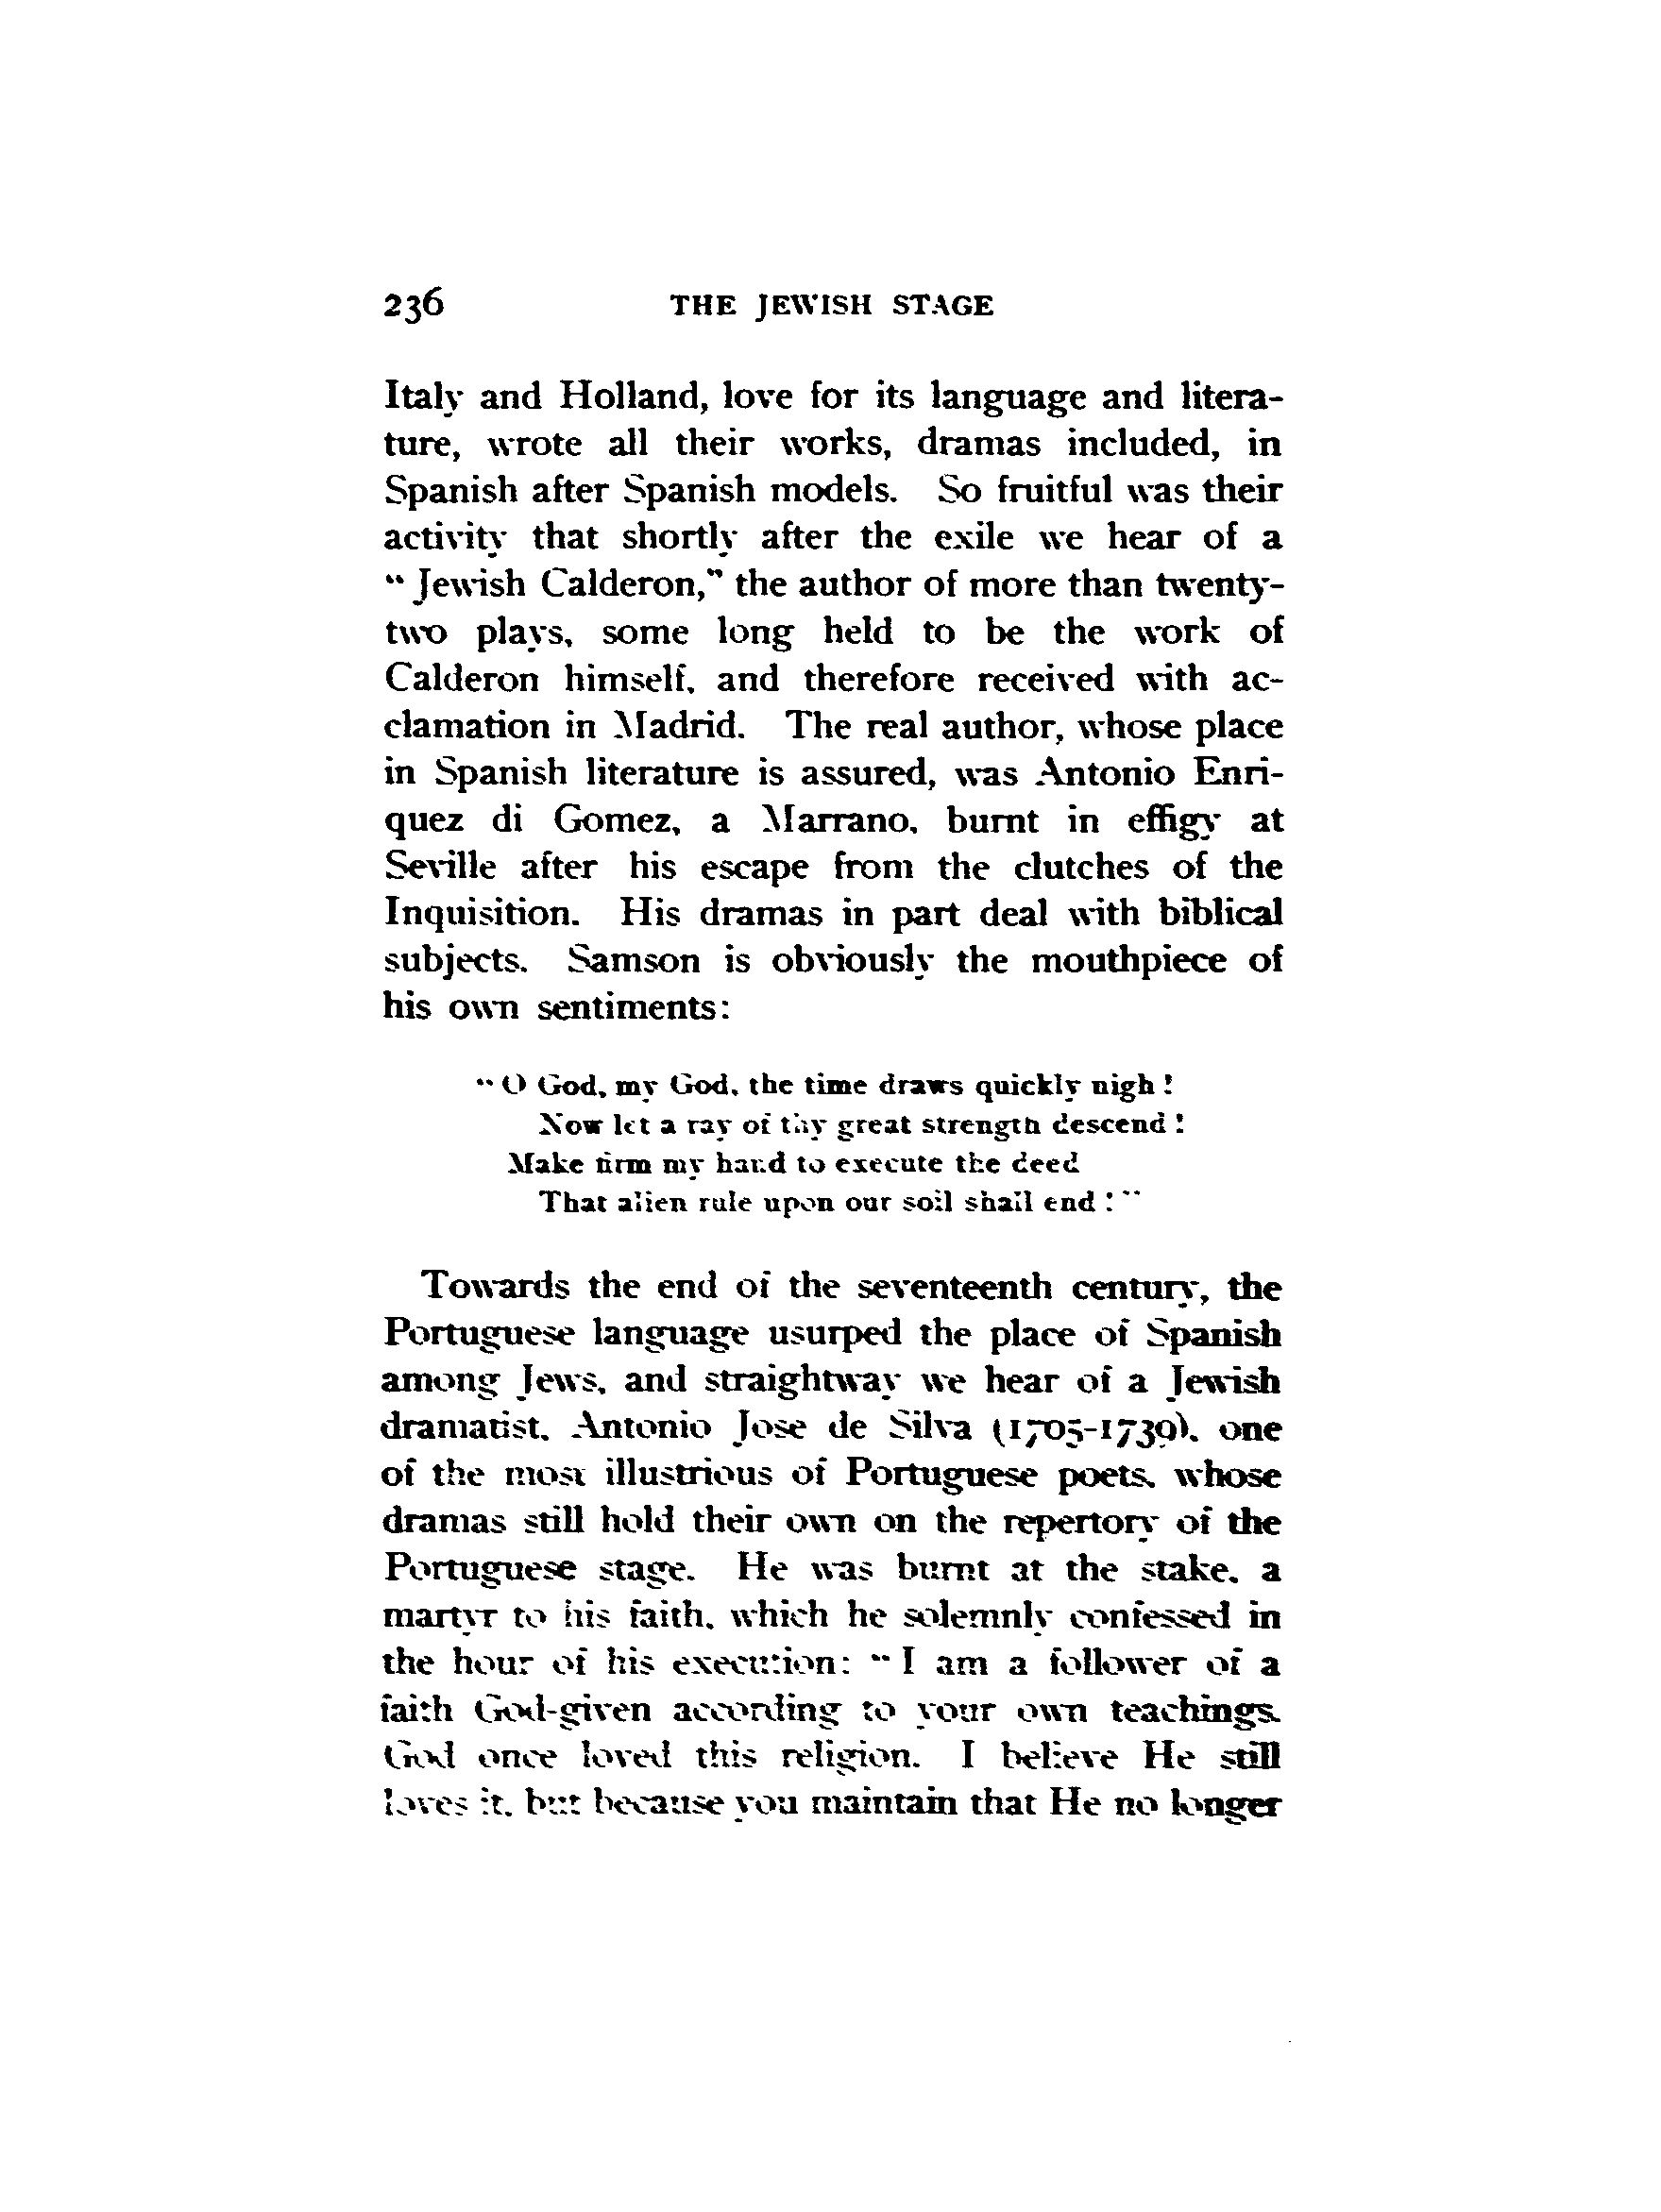 236 THE JEWISH STAGE
Italy and Holland, love for its language and litera-
ture, wrote all their works, dramas included, in
Spanish after Spanish models. So fruitful was their
activity that shortly after the exile we hear of a
"Jewish Calderon," the author of more than twenty-
two plays, some long held to be the work of
Calderon himself, and therefore received with ac-
clamation in Madrid. The real author, whose place
in Spanish literature is assured, was Antonio Enri-
quez di Gomez, a Marrano, burnt in effigy at
Seville after his escape from the clutches of the
Inquisition. His dramas in part deal with biblical
subjects. Samson is obviously the mouthpiece of
his own sentiments:
"O God, my God, the time draws quickly nigh!
Now let a ray of thy great strength descend!
Make firm my hand to execute the deed
That alien rule upon our soil shall end!"
Towards the end of the seventeenth century, the
Portuguese language usurped the place of Spanish
among Jews, and straightway we hear of a Jewish
dramatist, Antonio Jose de Silva (1705-1739), one
of the most illustrious of Portuguese poets, whose
dramas still hold their own on the repertory of the
Portuguese stage. He was burnt at the stake, a
martyr to his faith, which he solemnly confessed in
the hour of his execution: "I am a follower of a
faith God-given according to your own teachings.
God once loved this religion. I believe He still
loves it, but because you maintain that He no longer